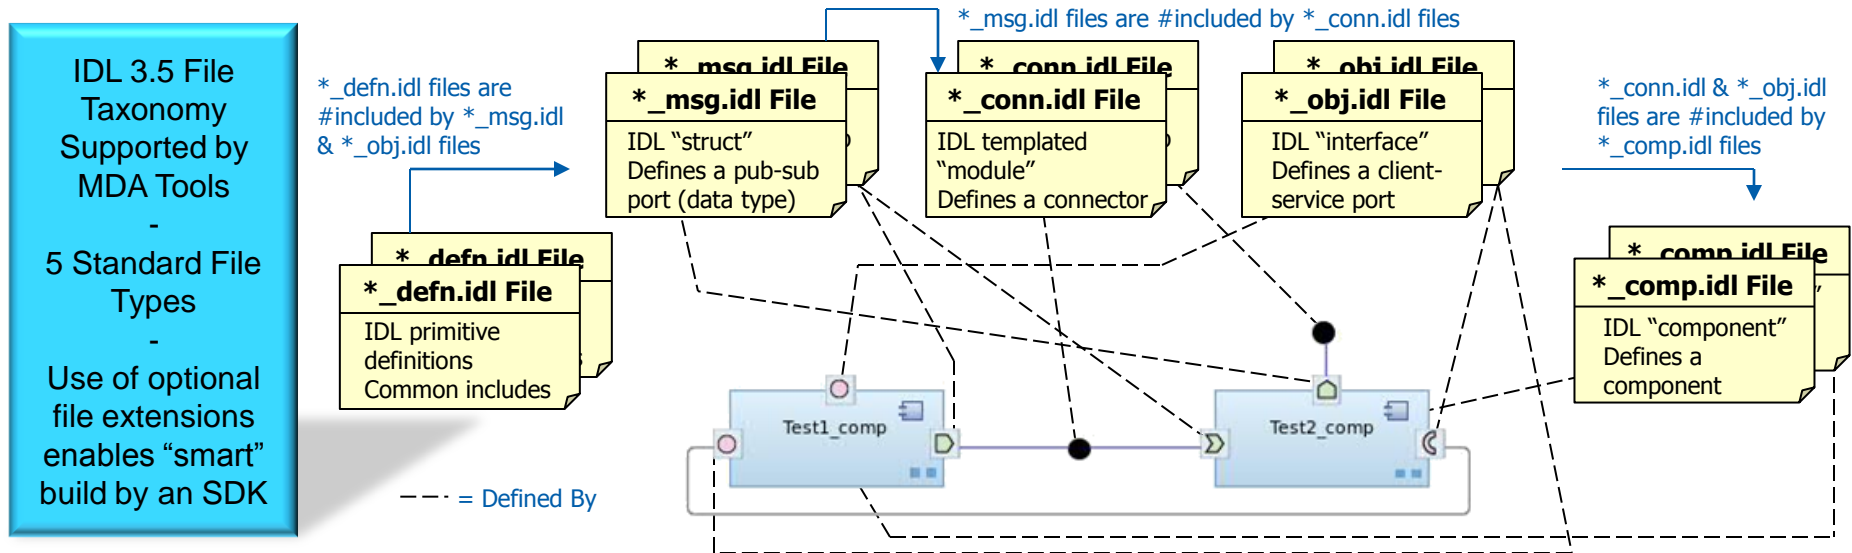 IDL 3.5 File
Taxonomy
Supported by
MDA Tools
-
5 Standard File
Types
-
Use of optional
file extensions
enables “smart”
build by an SDK
*_defn.idl files are
#included by *_msg.idl
& *_obj.idl files
*_msg.idl files are #included by *_conn.idl files
*_conn.idl & *_obj.idl
files are #included by
*_comp.idl files
*_defn.idl File
*_defn.idl File
IDL primitive
definitions
Common includes
*_msg.idl File
*_msg.idl File
IDL “struct”
Defines a pub-sub
port (data type)
*_conn.idl File
*_conn.idl File
IDL templated
“module”
Defines a connector
*_obj.idl File
*_obj.idl File
IDL “interface”
Defines a client-
service port
*_comp.idl File
*_comp.idl File
IDL “component”
Defines a
component
Test1_comp
Test2_comp
= Defined By